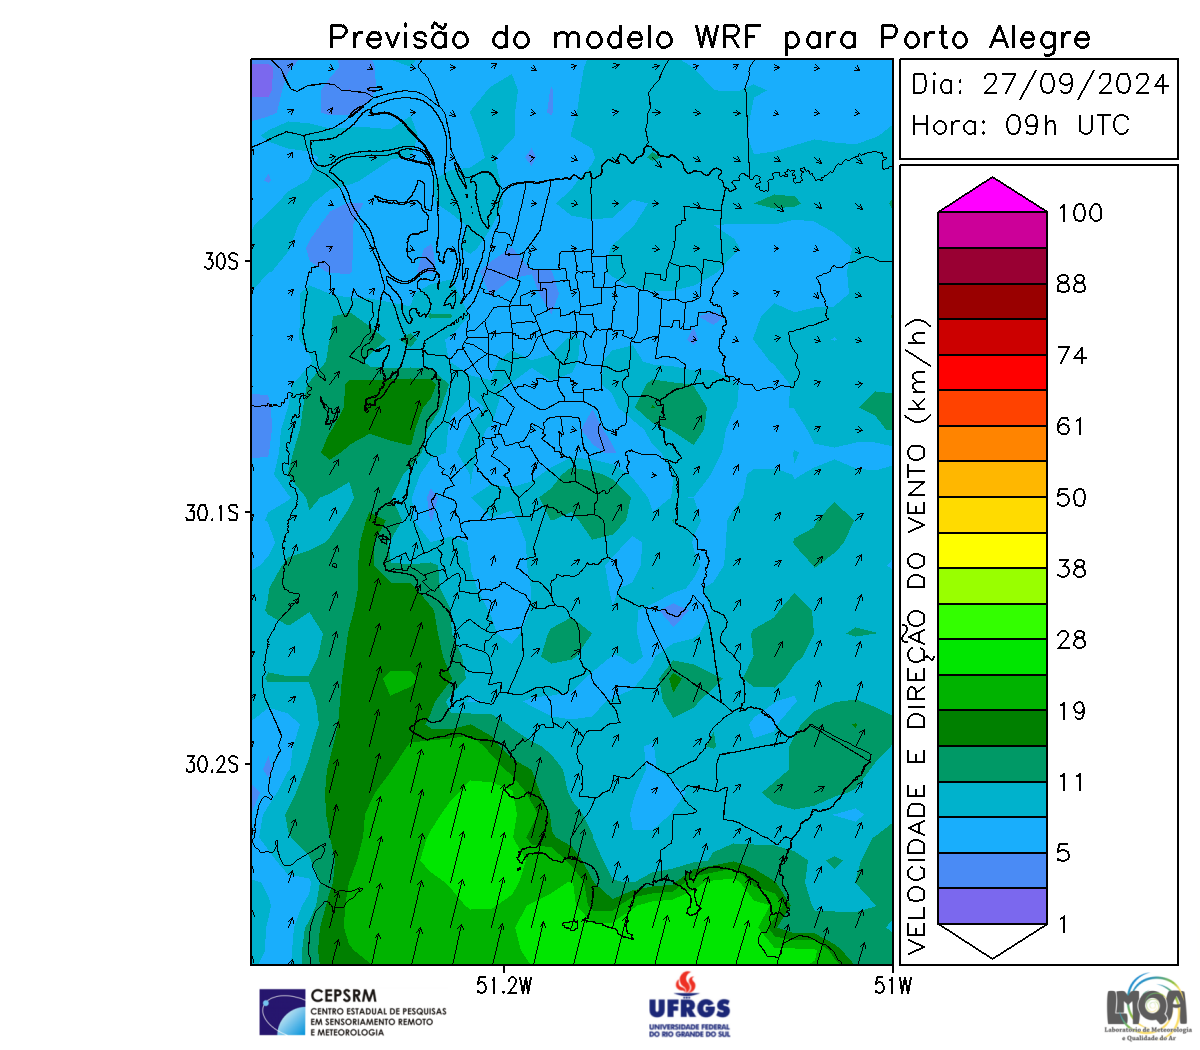 Previsão do modelo WRF para Porto Alegre
Dia: 27/09/2024
Hora: 09h UTC
30S
30.1S
30.2S
51.2W
51W
VELOCIDADE E DIREÇÃO DO VENTO (km/h)
100
88
74
61
50
38
28
19
11
5
1
CEPSRM
CENTRO ESTADUAL DE PESQUISAS
EM SENSORIAMENTO REMOTO
E METEOROLOGIA
UFRGS
UNIVERSIDADE FEDERAL
DO RIO GRANDE DO SUL
LMQA
Laboratório de Meteorologia
e Qualidade do Ar